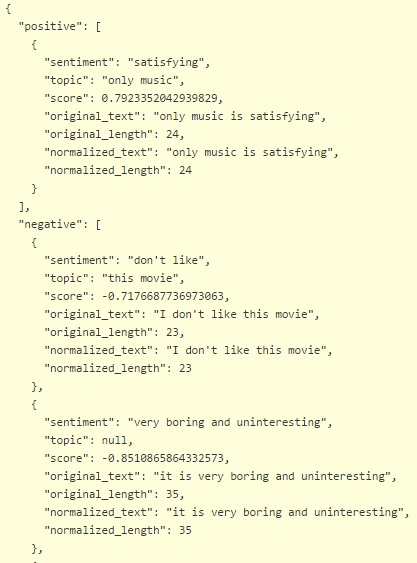 {
  "positive": [
    {
      "sentiment": "satisfying",
      "topic": "only music",
      "score": 0.7923352042939829,
      "original_text": "only music is satisfying",
      "original_length": 24,
      "normalized_text": "only music is satisfying",
      "normalized_length": 24
    }
  ],
  "negative": [
    {
      "sentiment": "don't like",
      "topic": "this movie",
      "score": -0.7176687736973063,
      "original_text": "I don't like this movie",
      "original_length": 23,
      "normalized_text": "I don't like this movie",
      "normalized_length": 23
    },
    {
      "sentiment": "very boring and uninteresting",
      "topic": null,
      "score": -0.8510865864332573,
      "original_text": "it is very boring and uninteresting",
      "original_length": 35,
      "normalized_text": "it is very boring and uninteresting",
      "normalized_length": 35
    },